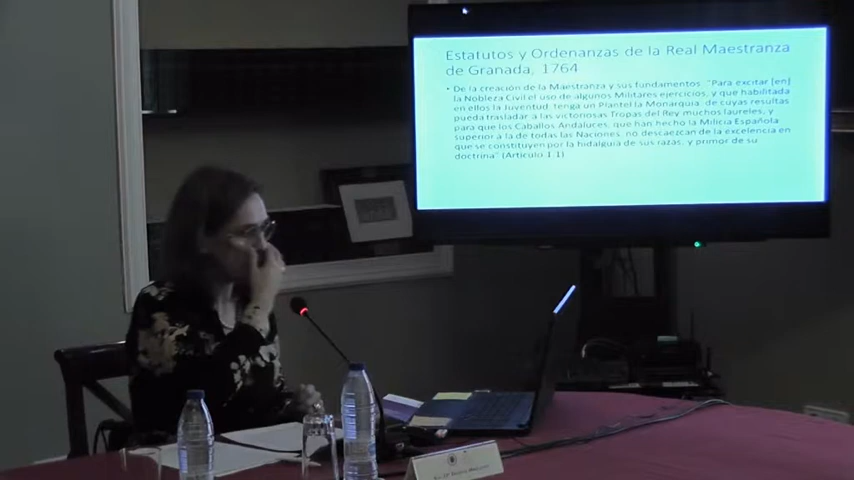 Estatutos y Ordenanzas de la Real Maestranza
de Granada, 1764
• De la creación de la Maestranza y sus fundamentos. "Para excitar [en]
la Nobleza Civil el uso de algunos Militares ejercicios, y que habilitada
en ellos la Juventud, tenga un Plantel la Monarquía, de cuyas resultas
pueda trasladar a las victoriosas Tropas del Rey muchos laureles, y
para que los Caballos Andaluces, que han hecho la Milicia Española
superior a la de todas las Naciones, no descaezcan de la excelencia en
que se constituyen por la hidalguía de sus razas, y primor de su
doctrina" (Artículo 1.1)